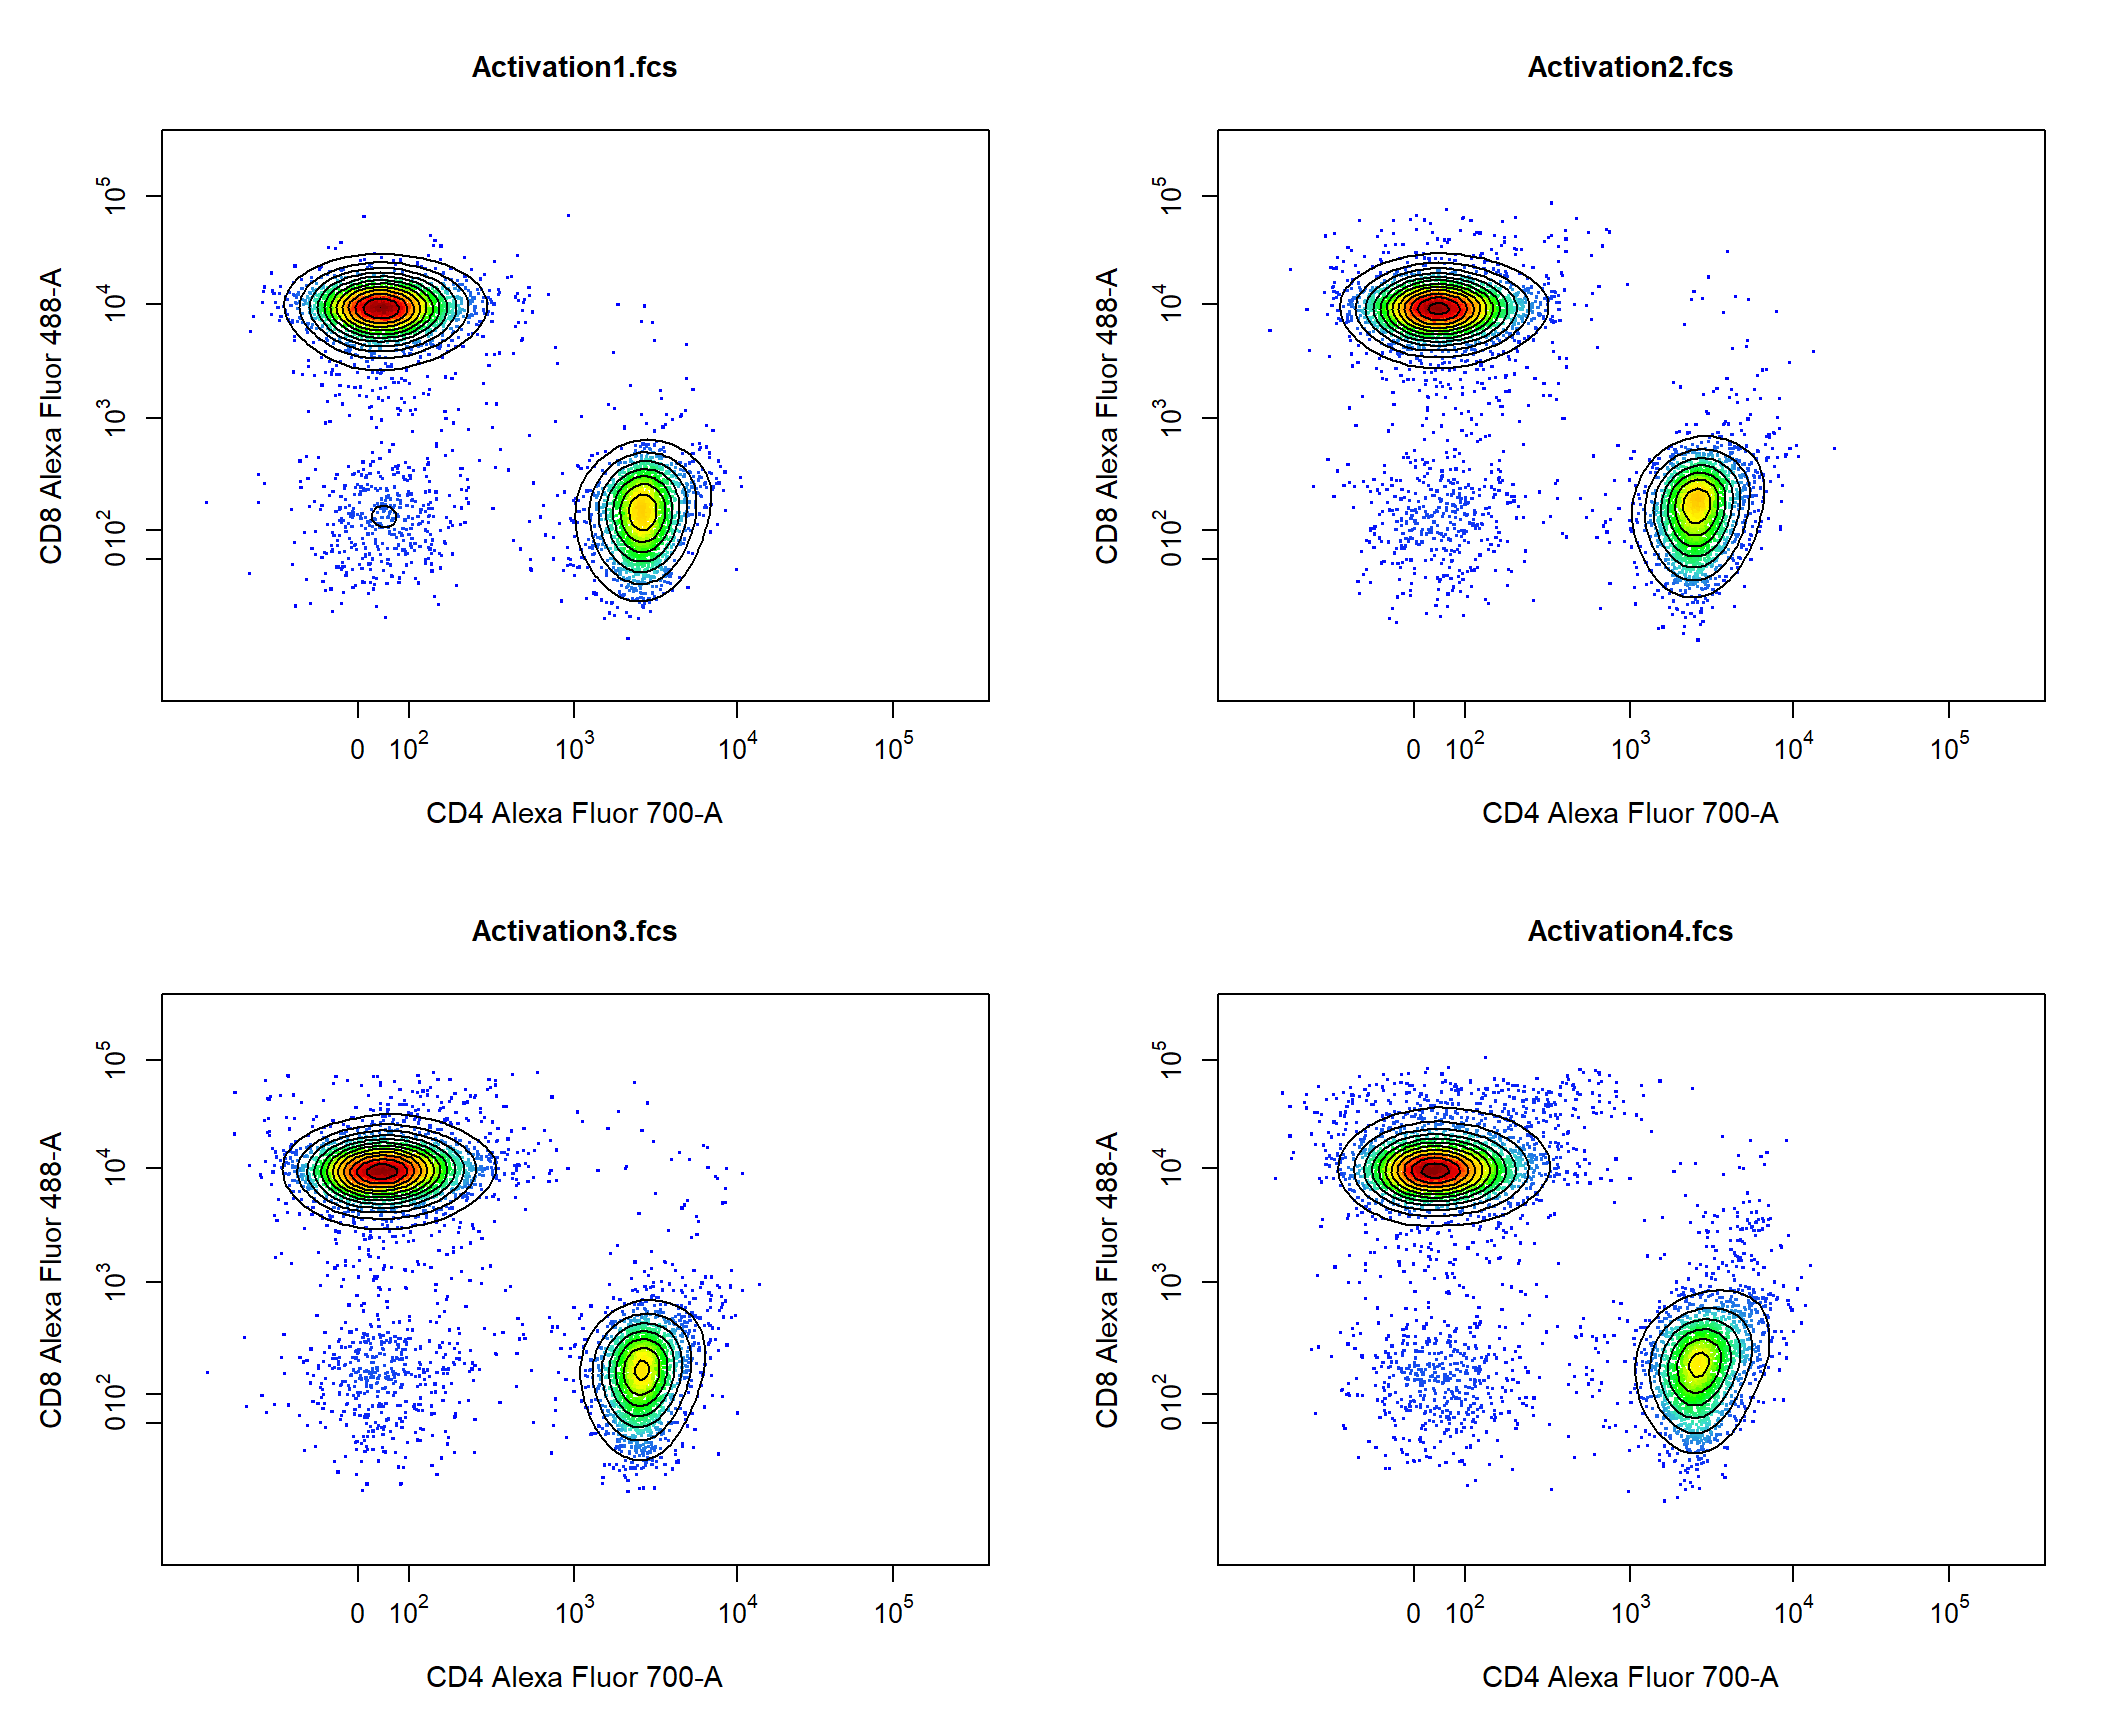 Activation1.fcs
CD8 Alexa Fluor 488-A
10^5
10^4
10^3
10^2
0
0 10^2 10^3 10^4 10^5
CD4 Alexa Fluor 700-A
Activation2.fcs
CD8 Alexa Fluor 488-A
10^5
10^4
10^3
10^2
0
0 10^2 10^3 10^4 10^5
CD4 Alexa Fluor 700-A
Activation3.fcs
CD8 Alexa Fluor 488-A
10^5
10^4
10^3
10^2
0
0 10^2 10^3 10^4 10^5
CD4 Alexa Fluor 700-A
Activation4.fcs
CD8 Alexa Fluor 488-A
10^5
10^4
10^3
10^2
0
0 10^2 10^3 10^4 10^5
CD4 Alexa Fluor 700-A